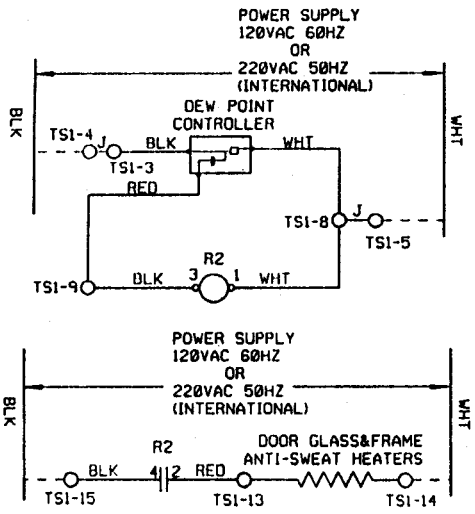 POWER SUPPLY
120VAC 60HZ
OR
220VAC 50HZ
(INTERNATIONAL)
BLK
WHT
DEW POINT
CONTROLLER
TS1-4
J
TS1-3
BLK
WHT
RED
TS1-8
J
TS1-5
TS1-9
BLK
3
R2
1
WHT
POWER SUPPLY
120VAC 60HZ
OR
220VAC 50HZ
(INTERNATIONAL)
BLK
WHT
R2
DOOR GLASS&FRAME
ANTI-SWEAT HEATERS
BLK
4
2
RED
TS1-15
TS1-13
TS1-14